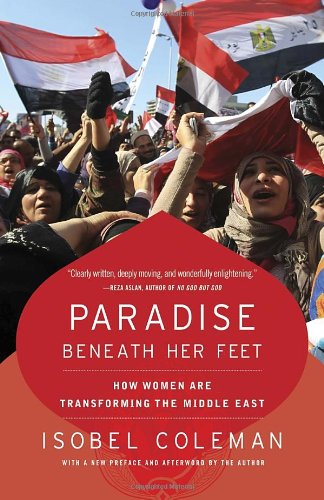 "Clearly written, deeply moving, and wonderfully enlightening."
—REZA ASLAN, AUTHOR OF NO GOD BUT GOD
PARADISE
BENEATH HER FEET
HOW WOMEN ARE
TRANSFORMING THE MIDDLE EAST
ISOBEL COLEMAN
WITH A NEW PREFACE AND AFTERWORD BY THE AUTHOR